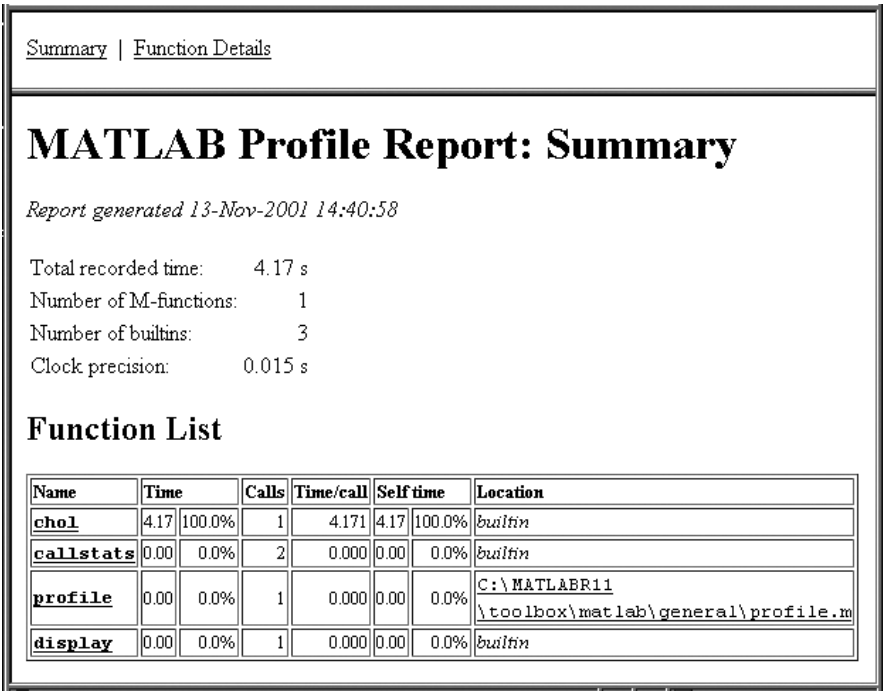 Summary | Function Details
MATLAB Profile Report: Summary
Report generated 13-Nov-2001 14:40:58
Total recorded time: 4.17 s
Number of M-functions: 1
Number of builtins: 3
Clock precision: 0.015 s
Function List
Name Time Calls Time/call Self time Location
chol 4.17 100.0% 1 4.171 4.17 100.0% builtin
callstats 0.00 0.0% 2 0.000 0.00 0.0% builtin
profile 0.00 0.0% 1 0.000 0.00 0.0% C:\MATLABR11
\toolbox\matlab\general\profile.m
display 0.00 0.0% 1 0.000 0.00 0.0% builtin